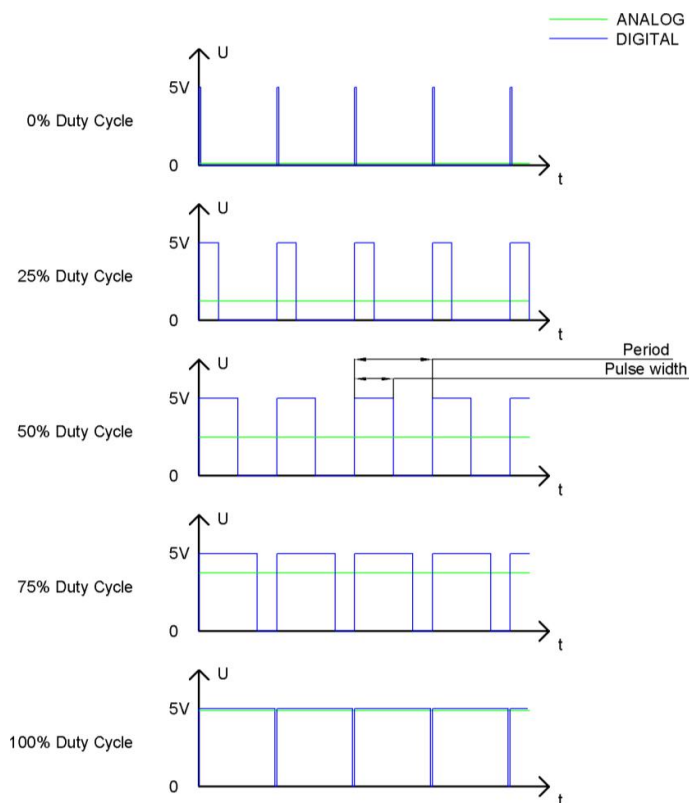 ANALOG
DIGITAL
U
5V
0% Duty Cycle
0
t
U
5V
25% Duty Cycle
0
t
Period
U
Pulse width
5V
50% Duty Cycle
0
t
U
5V
75% Duty Cycle
0
t
U
5V
100% Duty Cycle
0
t